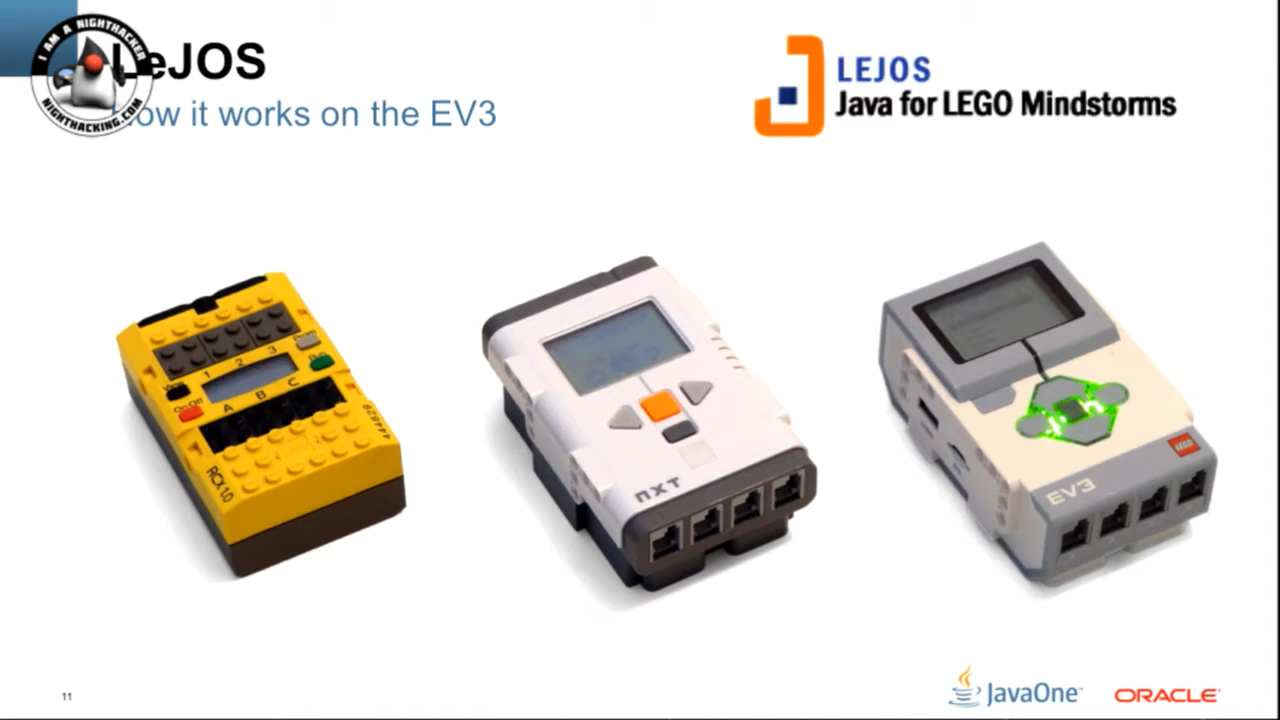 I AM A NIGHTHACKER
NIGHTHACKING.COM
LeJOS
How it works on the EV3
LEJOS
Java for LEGO Mindstorms
1 2 3
View
Prgm
Run
On-Off
A B C
RCX 1.0
NXT
EV3
LEGO
11
JavaOne™
ORACLE®